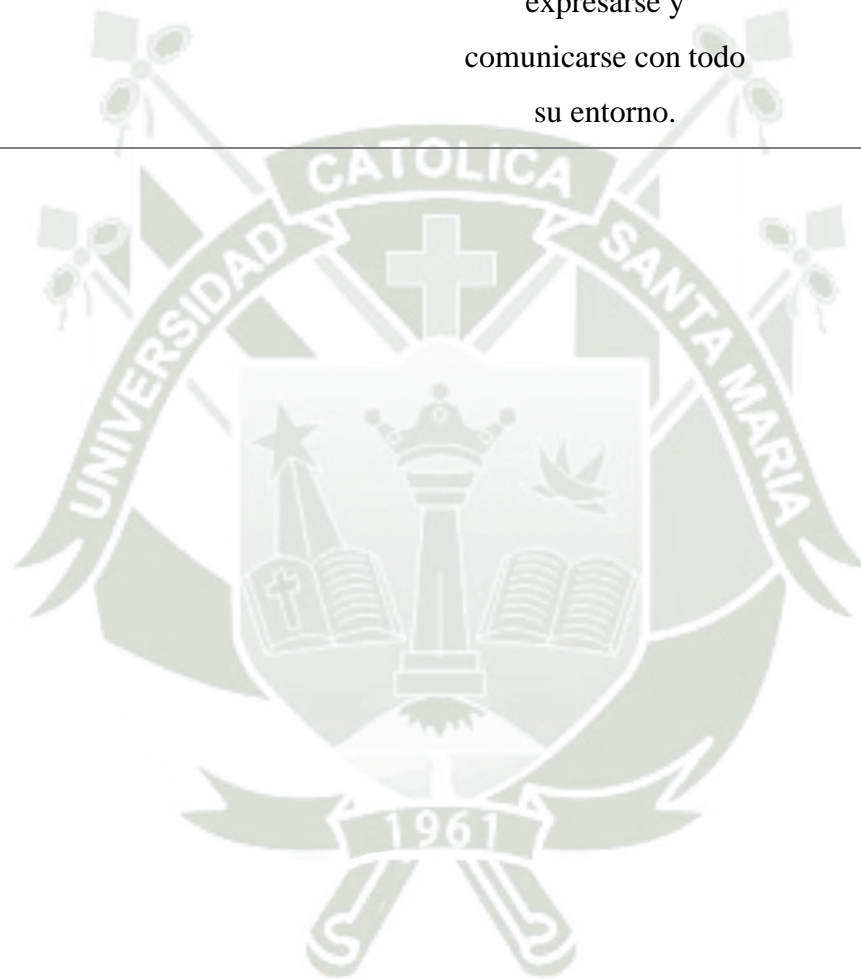 expresarse y
comunicarse con todo
su entorno.
UNIVERSIDAD CATOLICA SANTA MARIA
1961